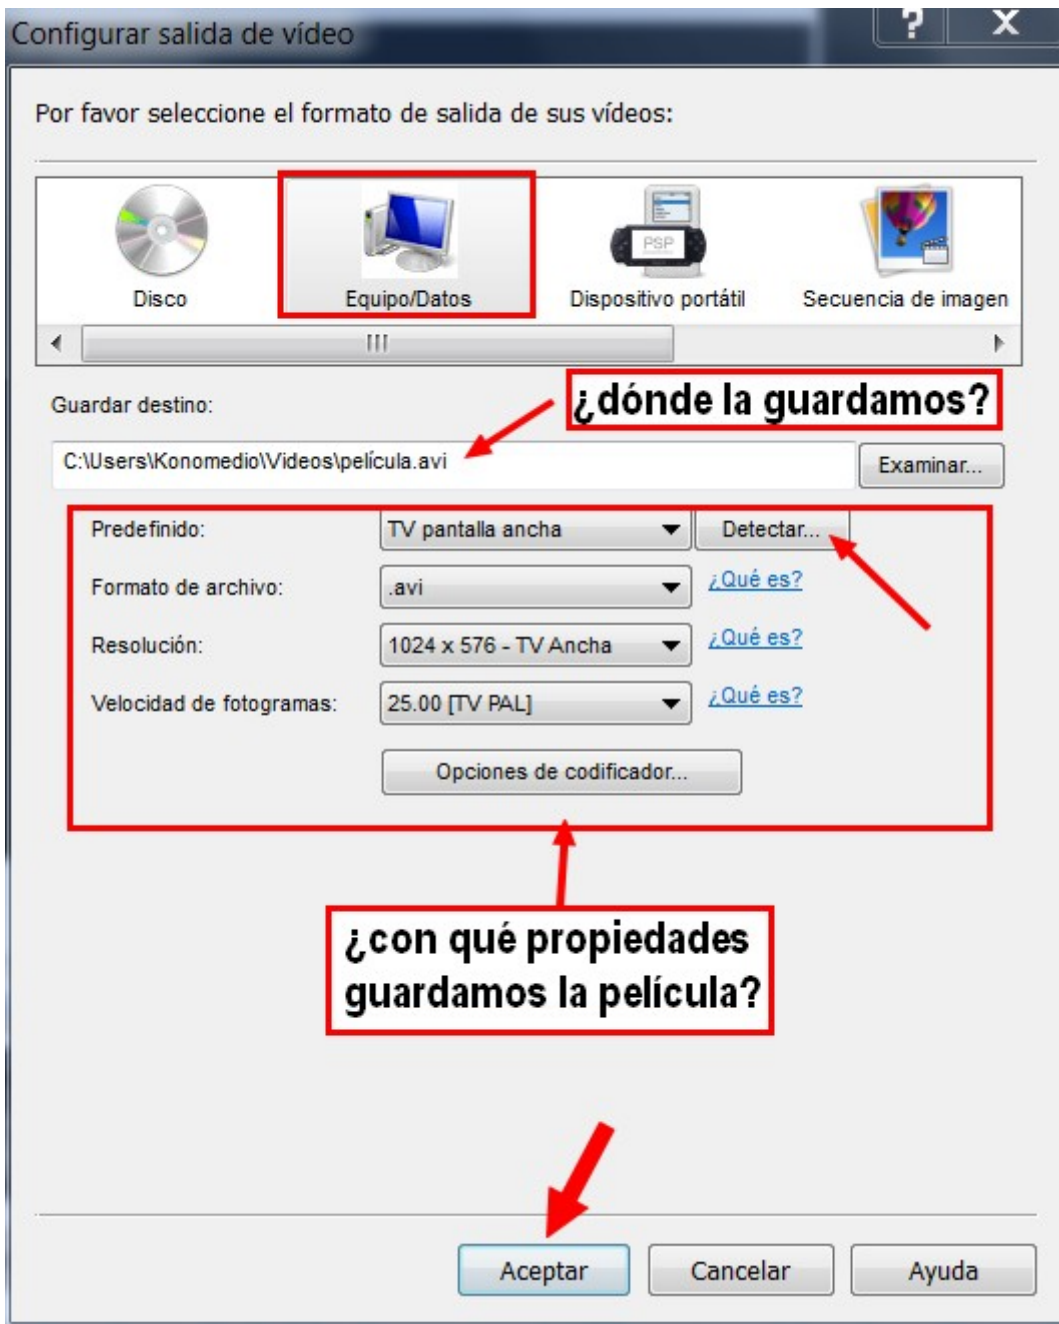 Configurar salida de vídeo
? X
Por favor seleccione el formato de salida de sus vídeos:
PSP
Disco Equipo/Datos Dispositivo portátil Secuencia de imagen
¿dónde la guardamos?
Guardar destino:
C:\Users\Konomedio\Videos\película.avi Examinar...
Predefinido: TV pantalla ancha Detectar...
Formato de archivo: .avi ¿Qué es?
Resolución: 1024 x 576 - TV Ancha ¿Qué es?
Velocidad de fotogramas: 25.00 [TV PAL] ¿Qué es?
Opciones de codificador...
¿con qué propiedades
guardamos la película?
Aceptar Cancelar Ayuda